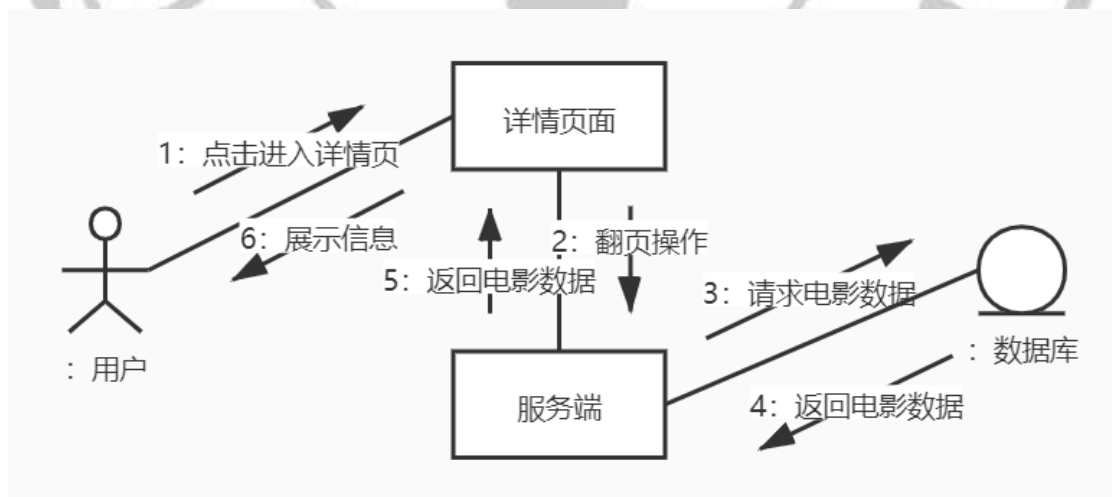 详情页面
1：点击进入详情页
6：展示信息
2：翻页操作
5：返回电影数据
3：请求电影数据
：用户
：数据库
服务端
4：返回电影数据